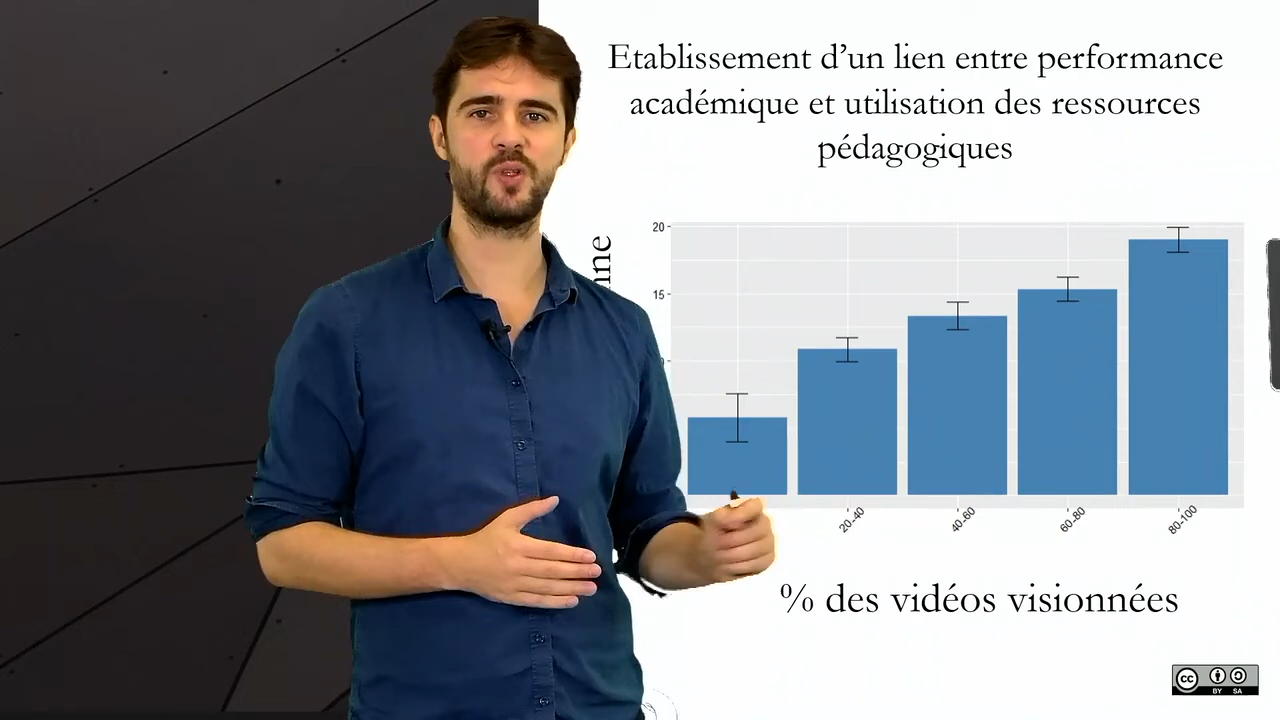 Etablissement d'un lien entre performance
académique et utilisation des ressources
pédagogiques
20
15
20-40
40-60
60-80
80-100
% des vidéos visionnées
cc
BY SA